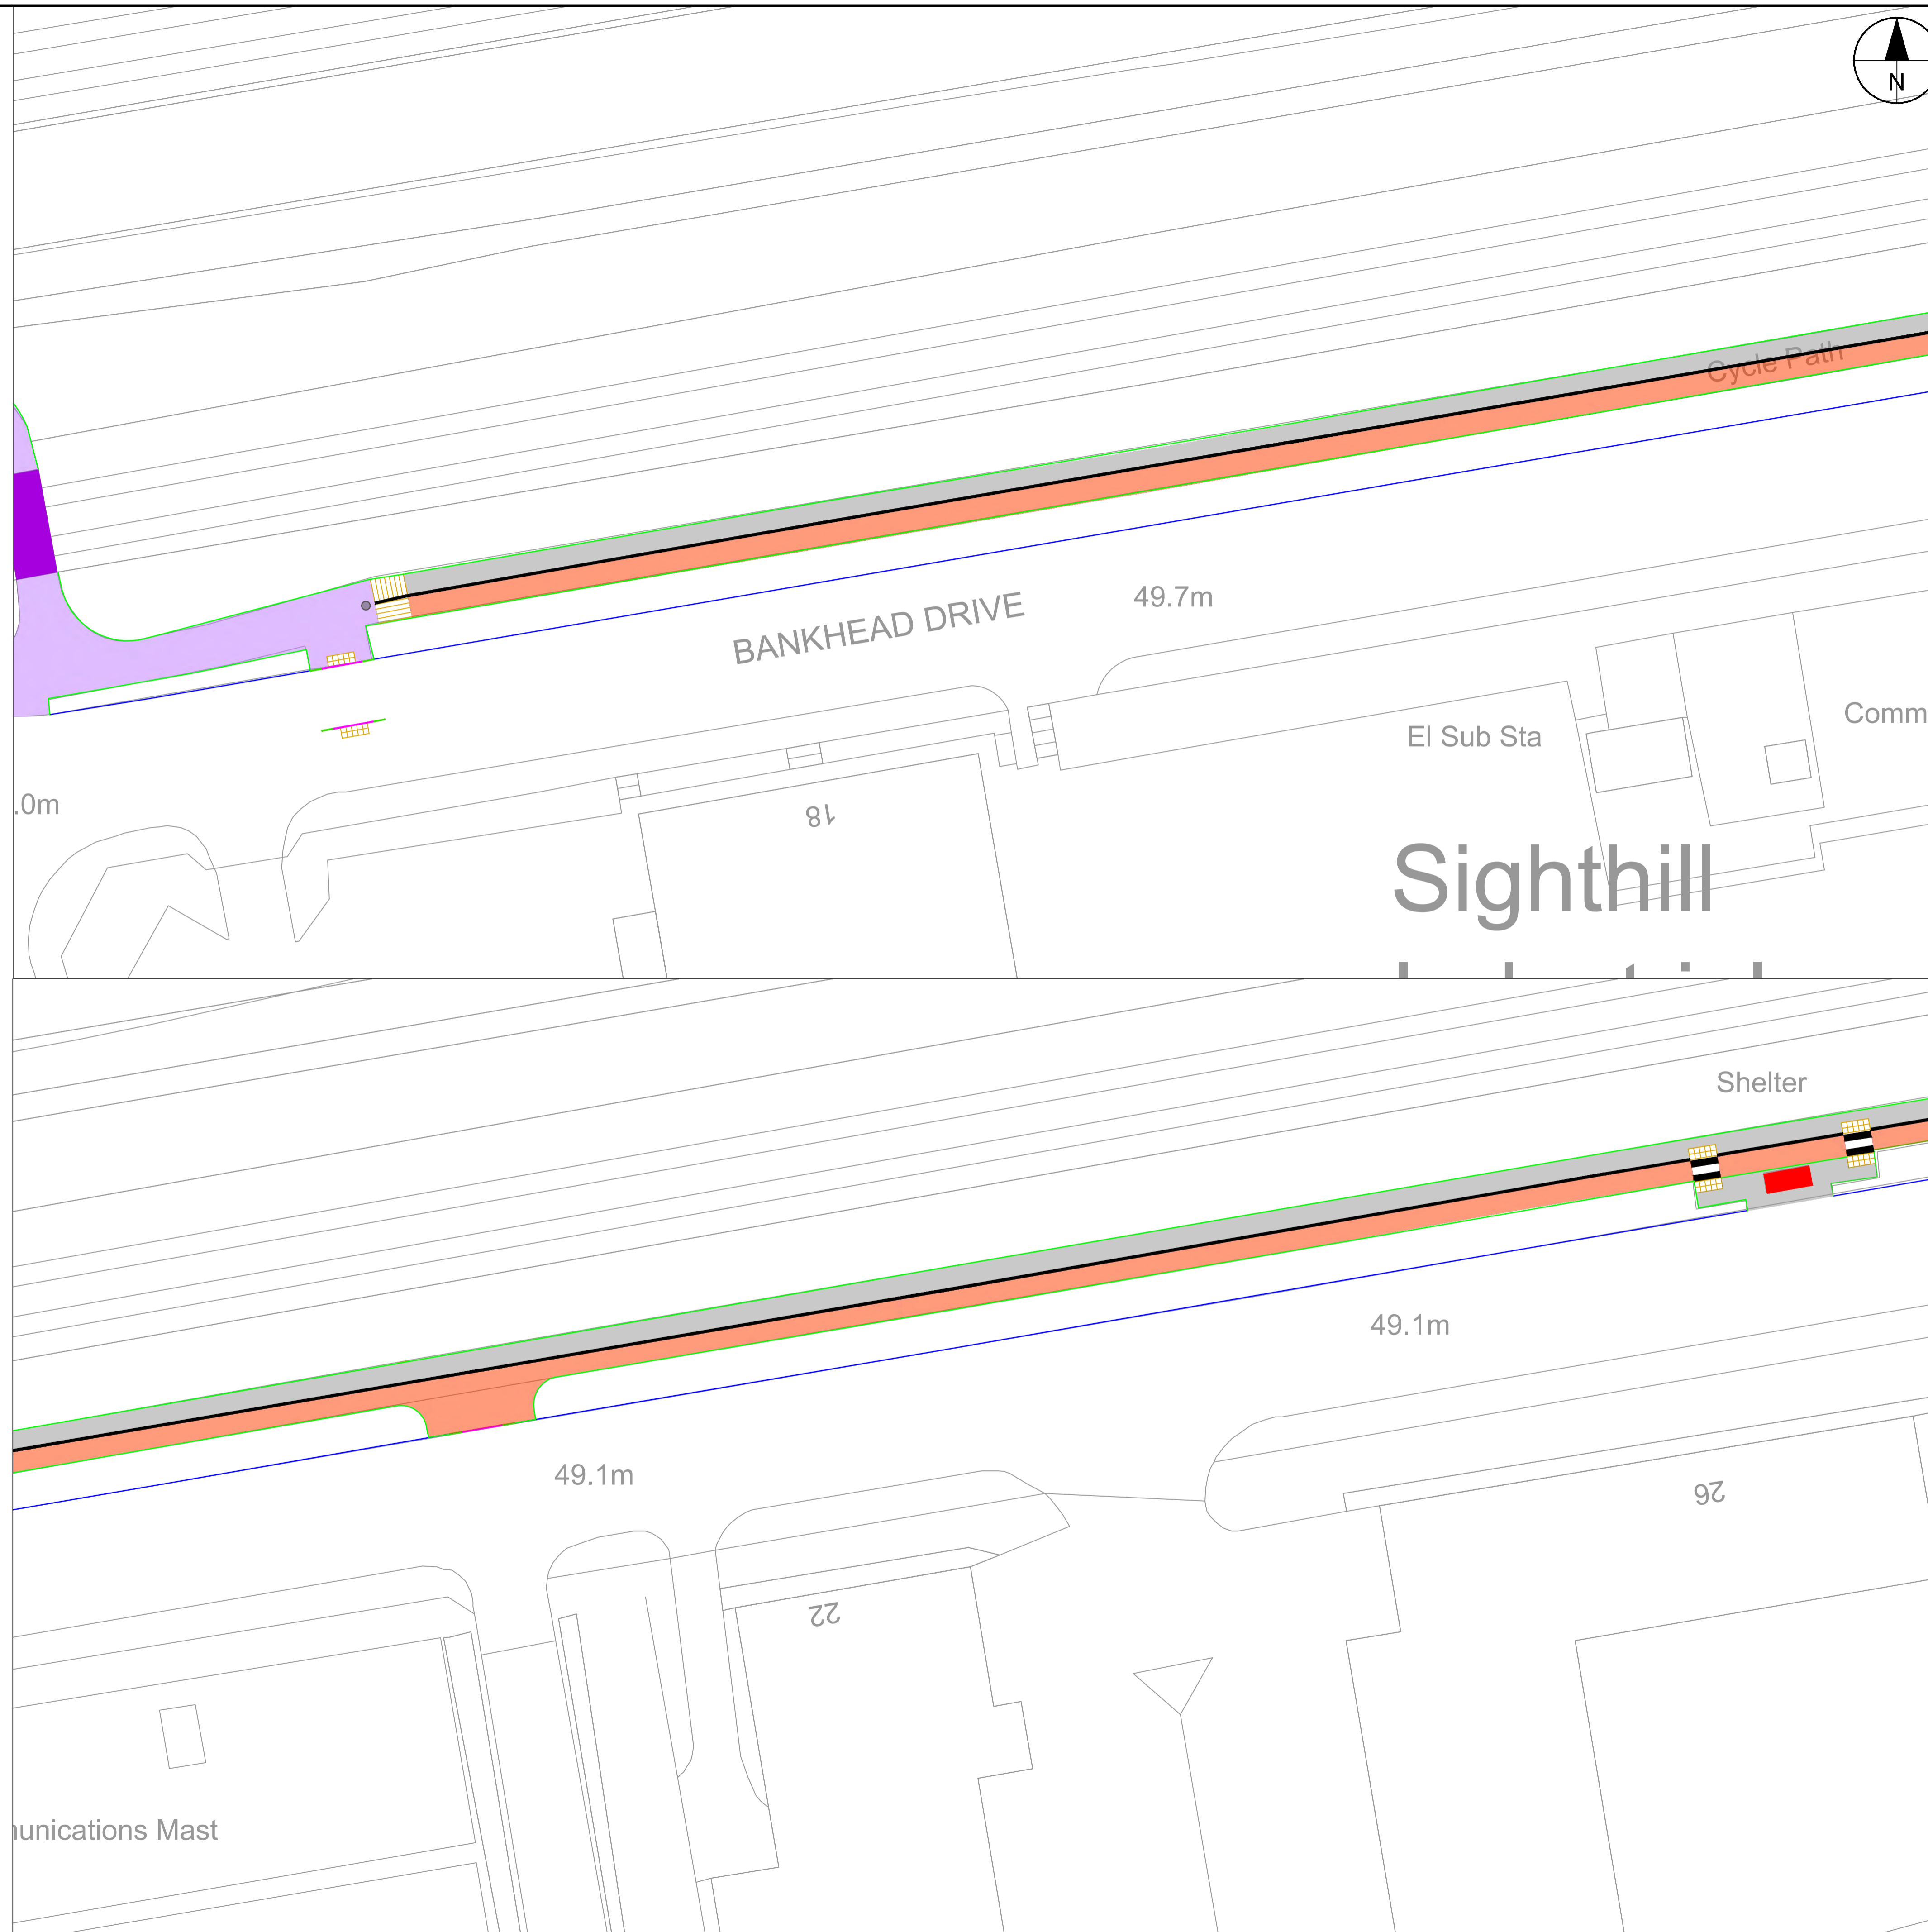 N
Cycle Path
49.7m
BANKHEAD DRIVE
Comm
El Sub Sta
.0m
18
Sighthill
Shelter
49.1m
49.1m
26
22
unications Mast